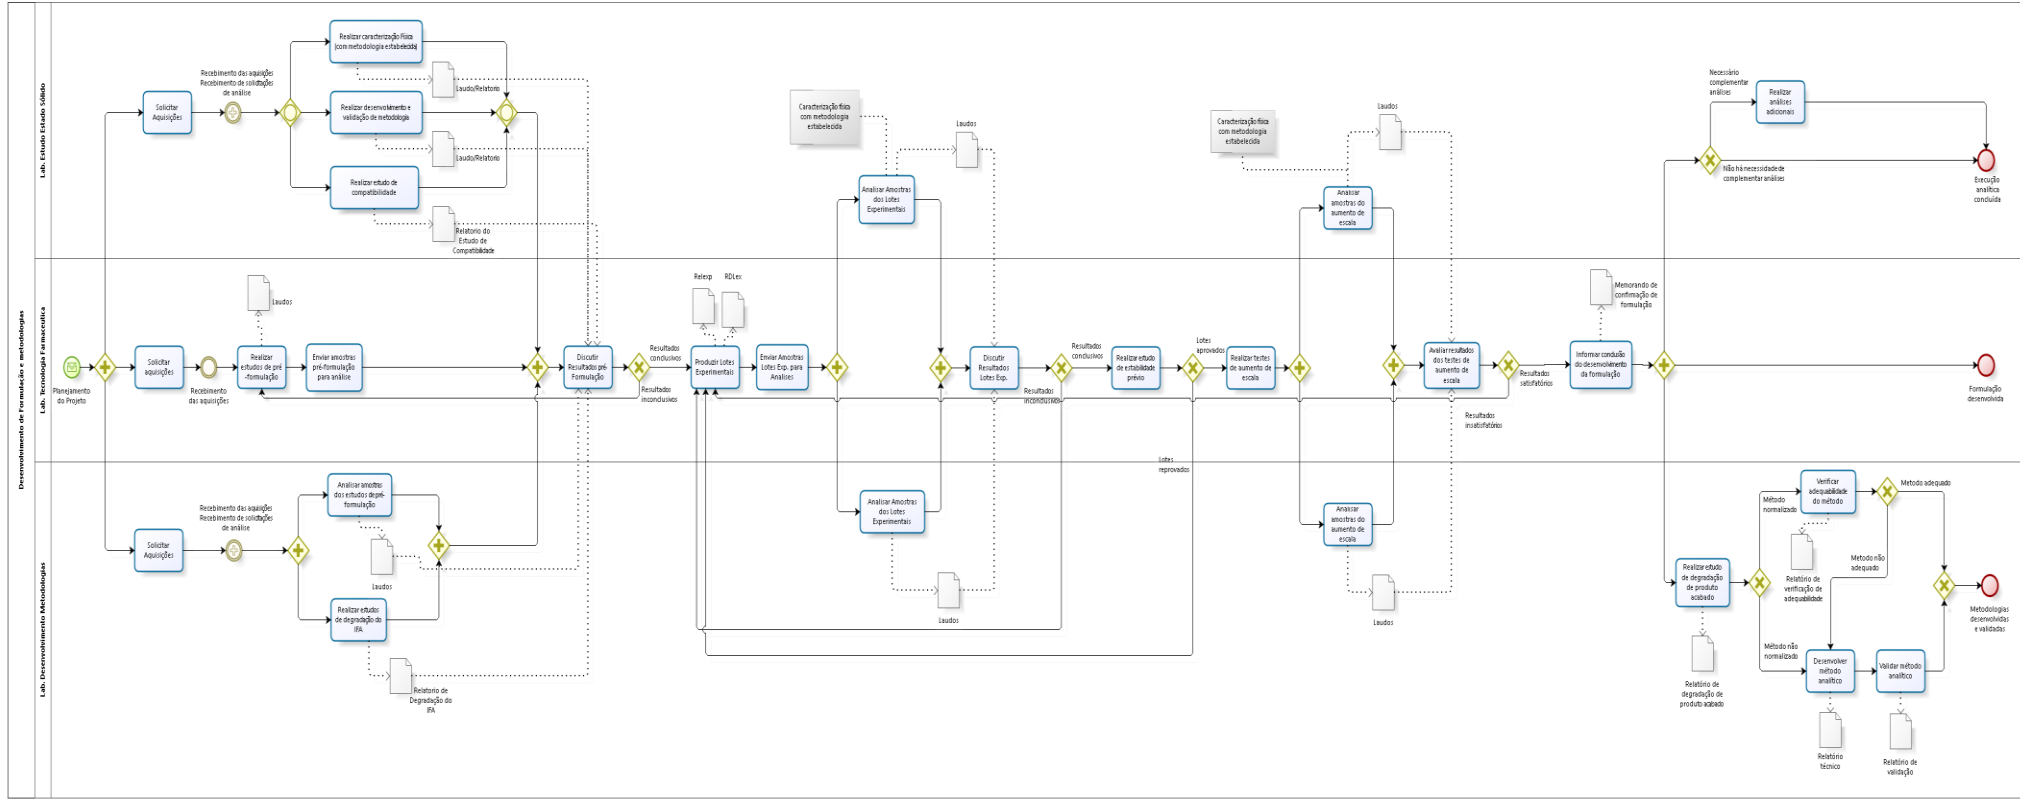 Desenvolvimento de Formulação e metodologias
Lab. Estudo Estado Sólido
Solicitar
Aquisições
Recebimento das aquisições
Recebimento de solicitações
de análise
Realizar caracterização Física
(com metodologia estabelecida)
Laudo/Relatorio
Realizar desenvolvimento e
validação de metodologia
Laudo/Relatorio
Realizar estudo de
compatibilidade
Relatorio do
Estudo de
Compatibilidade
Caracterização física
com metodologia
estabelecida
Laudos
Analisar Amostras
dos Lotes
Experimentais
Caracterização física
com metodologia
estabelecida
Laudos
Analisar
amostras do
aumento de
escala
Necessário
complementar
análises
Realizar
análises
adicionais
Não há necessidade de
complementar análises
Execução
analítica
concluída
Lab. Tecnologia Farmaceutica
Planejamento
do Projeto
Solicitar
aquisições
Recebimento
das aquisições
Laudos
Realizar
estudos de pré
-formulação
Enviar amostras
pré-formulação
para análise
Discutir
Resultados pré-
Formulação
Resultados
conclusivos
Resultados
inconclusivos
Relexp
RDLex
Produzir Lotes
Experimentais
Enviar Amostras
Lotes Exp. para
Analises
Discutir
Resultados
Lotes Exp.
Resultados
conclusivos
Resultados
inconclusivos
Realizar estudo
de estabilidade
prévio
Lotes
aprovados
Lotes
reprovados
Realizar testes
de aumento de
escala
Avaliar resultados
dos testes de
aumento de
escala
Resultados
satisfatórios
Resultados
insatisfatórios
Memorando de
confirmação de
formulação
Informar conclusão
do desenvolvimento
da formulação
Formulação
desenvolvida
Lab. Desenvolvimento Metodologias
Solicitar
Aquisições
Recebimento das aquisições
Recebimento de solicitações
de análise
Analisar amostras
dos estudos de pré-
formulação
Laudos
Realizar estudos
de degradação do
IFA
Relatorio de
Degradação do
IFA
Analisar Amostras
dos Lotes
Experimentais
Laudos
Analisar
amostras do
aumento de
escala
Laudos
Realizar estudo
de degradação
de produto
acabado
Relatório de
degradação de
produto acabado
Método
normalizado
Verificar
adequabilidade
do método
Relatório de
verificação de
adequabilidade
Metodo adequado
Metodo não
adequado
Método não
normalizado
Desenvolver
método
analítico
Relatório
técnico
Validar método
analítico
Relatório de
validação
Metodologias
desenvolvidas
e validadas